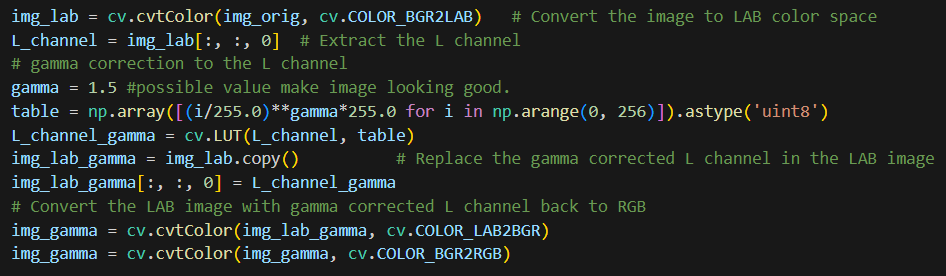 img_lab = cv.cvtColor(img_orig, cv.COLOR_BGR2LAB)   # Convert the image to LAB color space
L_channel = img_lab[:, :, 0]  # Extract the L channel
# gamma correction to the L channel
gamma = 1.5 #possible value make image looking good.
table = np.array([(i/255.0)**gamma*255.0 for i in np.arange(0, 256)]).astype('uint8')
L_channel_gamma = cv.LUT(L_channel, table)
img_lab_gamma = img_lab.copy()         # Replace the gamma corrected L channel in the LAB image
img_lab_gamma[:, :, 0] = L_channel_gamma
# Convert the LAB image with gamma corrected L channel back to RGB
img_gamma = cv.cvtColor(img_lab_gamma, cv.COLOR_LAB2BGR)
img_gamma = cv.cvtColor(img_gamma, cv.COLOR_BGR2RGB)